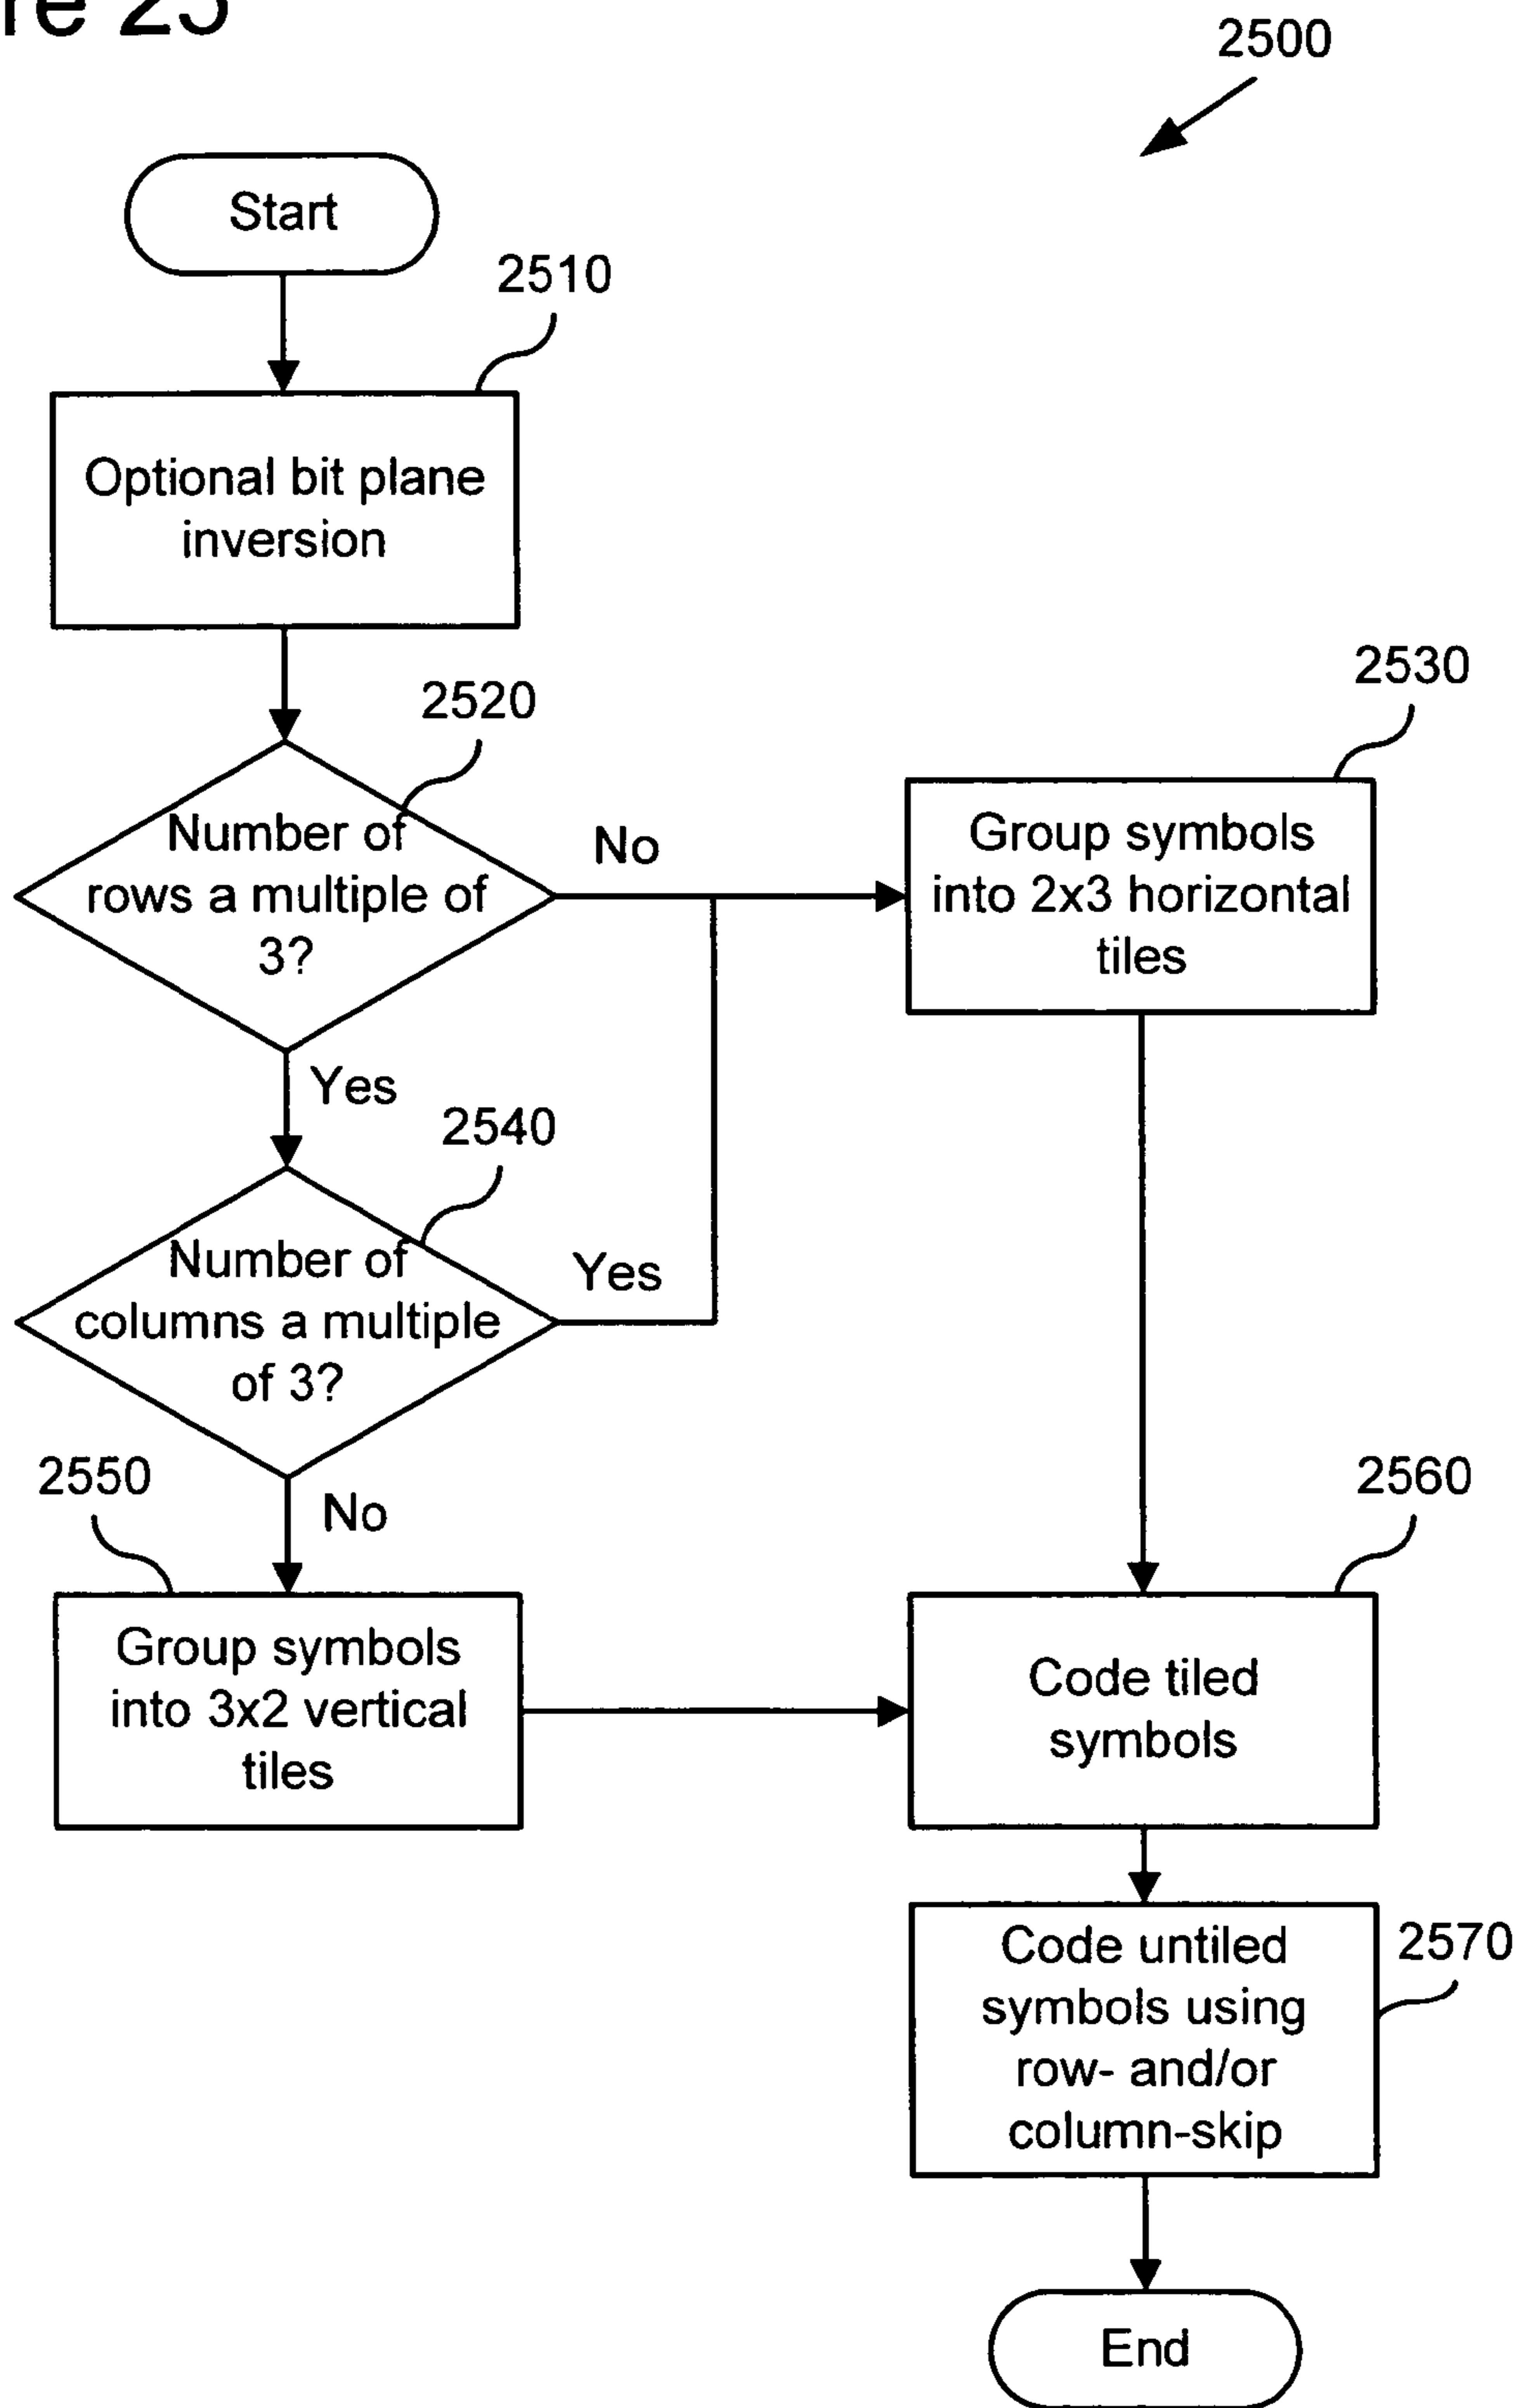 25
2500
Start
2510
Optional bit plane
inversion
2520
Number of
rows a multiple of
3?
No
2530
Group symbols
into 2x3 horizontal
tiles
Yes
2540
Number of
columns a multiple
of 3?
Yes
2550
No
Group symbols
into 3x2 vertical
tiles
2560
Code tiled
symbols
2570
Code untiled
symbols using
row- and/or
column-skip
End